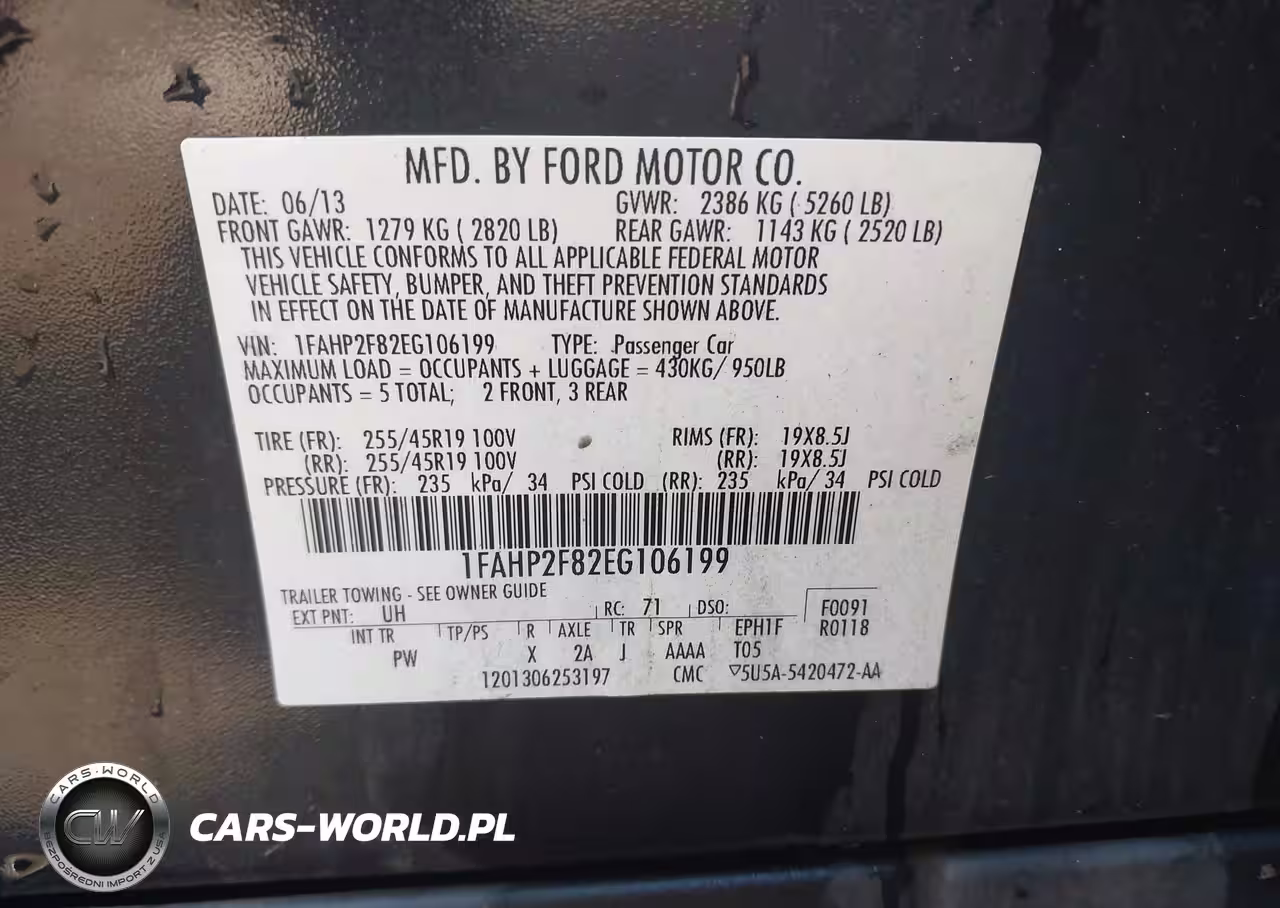 MFD. BY FORD MOTOR CO.
DATE: 06/13 GVWR: 2386 KG ( 5260 LB)
FRONT GAWR: 1279 KG ( 2820 LB) REAR GAWR: 1143 KG ( 2520 LB)
THIS VEHICLE CONFORMS TO ALL APPLICABLE FEDERAL MOTOR
VEHICLE SAFETY, BUMPER, AND THEFT PREVENTION STANDARDS
IN EFFECT ON THE DATE OF MANUFACTURE SHOWN ABOVE.
VIN: 1FAHP2F82EG106199 TYPE: Passenger Car
MAXIMUM LOAD = OCCUPANTS + LUGGAGE = 430KG/ 950LB
OCCUPANTS = 5 TOTAL; 2 FRONT, 3 REAR
TIRE (FR): 255/45R19 100V RIMS (FR): 19X8.5J
(RR): 255/45R19 100V (RR): 19X8.5J
PRESSURE (FR): 235 kPa/ 34 PSI COLD (RR): 235 kPa/ 34 PSI COLD
1FAHP2F82EG106199
TRAILER TOWING - SEE OWNER GUIDE
EXT PNT: UH RC: 71 DSO: F0091
INT TR TP/PS R AXLE TR SPR EPH1F R0118
PW X 2A J AAAA T05
1201306253197 CMC ▽5U5A-5420472-AA
CARS-WORLD
CW
BEZPOŚREDNI IMPORT Z USA
CARS-WORLD.PL